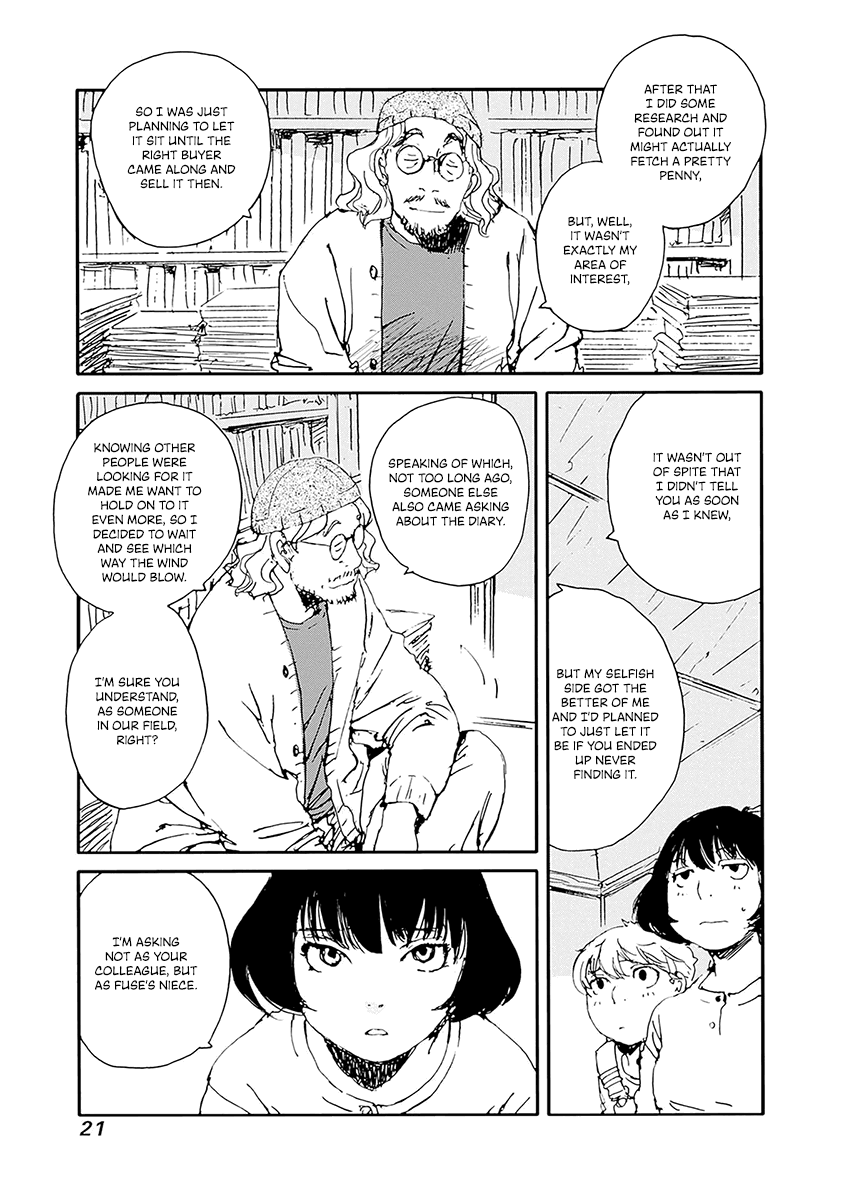 AFTER THAT
I DID SOME
RESEARCH AND
FOUND OUT IT
MIGHT ACTUALLY
FETCH A PRETTY
PENNY,
BUT, WELL,
IT WASN'T
EXACTLY MY
AREA OF
INTEREST,
SO I WAS JUST
PLANNING TO LET
IT SIT UNTIL THE
RIGHT BUYER
CAME ALONG AND
SELL IT THEN.
IT WASN'T OUT
OF SPITE THAT
I DIDN'T TELL
YOU AS SOON
AS I KNEW,
BUT MY SELFISH
SIDE GOT THE
BETTER OF ME
AND I'D PLANNED
TO JUST LET IT
BE IF YOU ENDED
UP NEVER
FINDING IT.
SPEAKING OF WHICH,
NOT TOO LONG AGO,
SOMEONE ELSE
ALSO CAME ASKING
ABOUT THE DIARY.
KNOWING OTHER
PEOPLE WERE
LOOKING FOR IT
MADE ME WANT TO
HOLD ON TO IT
EVEN MORE, SO I
DECIDED TO WAIT
AND SEE WHICH
WAY THE WIND
WOULD BLOW.
I'M SURE YOU
UNDERSTAND,
AS SOMEONE
IN OUR FIELD,
RIGHT?
I'M ASKING
NOT AS YOUR
COLLEAGUE, BUT
AS FUSE'S NIECE.
21